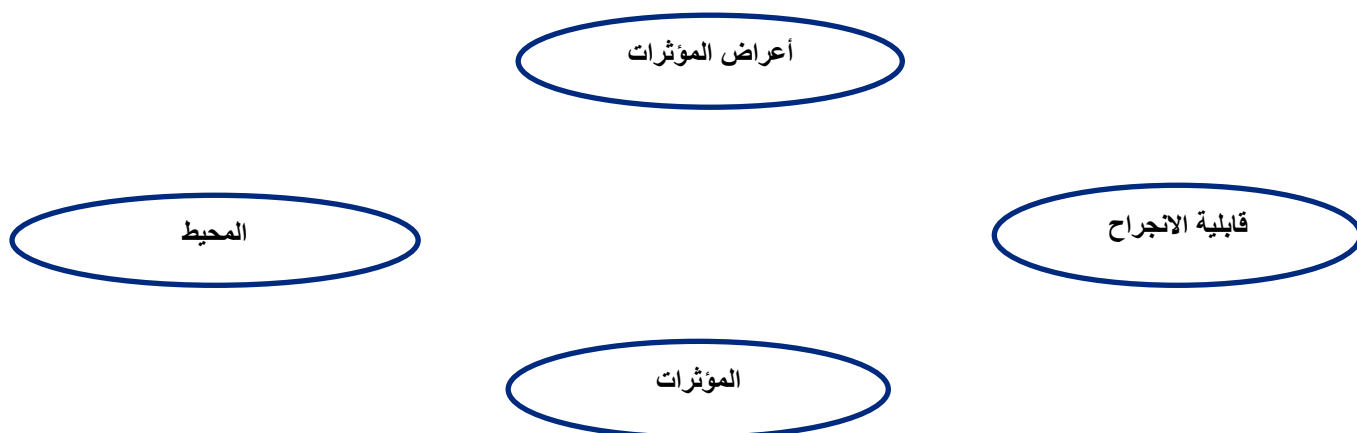 أعراض المؤثرات
قابلية الانجراح
المحيط
المؤثرات